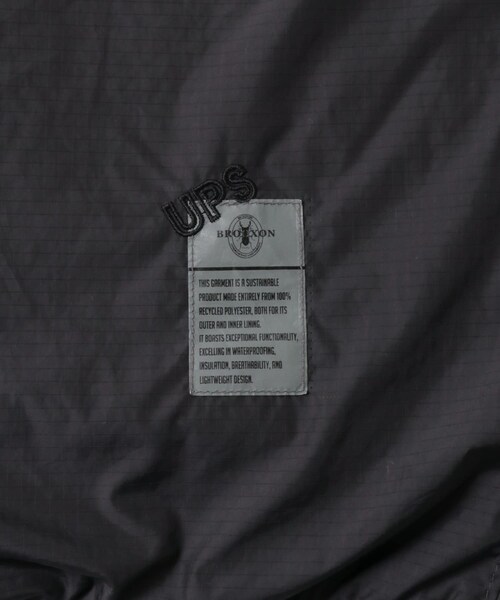 UPS
BROIXON
THIS GARMENT IS A SUSTAINABLE
PRODUCT MADE ENTIRELY FROM 100%
RECYCLED POLYESTER, BOTH FOR ITS
OUTER AND INNER LINING.
IT BOASTS EXCEPTIONAL FUNCTIONALITY,
EXCELLING IN WATERPROOFING,
INSULATION, BREATHABILITY, AND
LIGHTWEIGHT DESIGN.